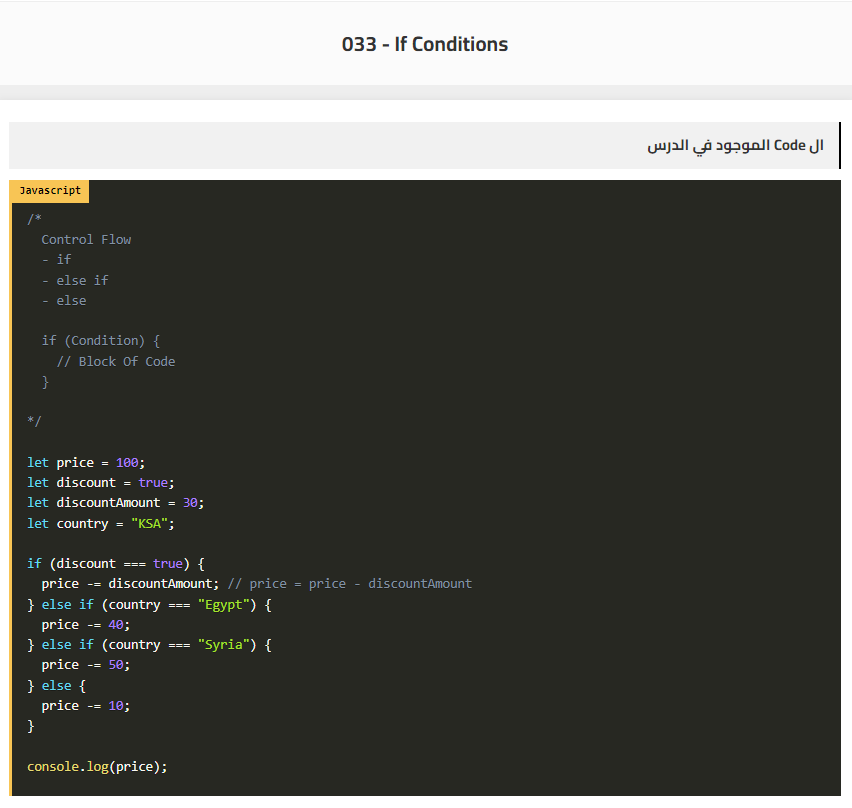 033 - If Conditions
ال Code الموجود في الدرس
Javascript
/*
  Control Flow
  - if
  - else if
  - else

  if (Condition) {
    // Block Of Code
  }

*/

let price = 100;
let discount = true;
let discountAmount = 30;
let country = "KSA";

if (discount === true) {
  price -= discountAmount; // price = price - discountAmount
} else if (country === "Egypt") {
  price -= 40;
} else if (country === "Syria") {
  price -= 50;
} else {
  price -= 10;
}

console.log(price);